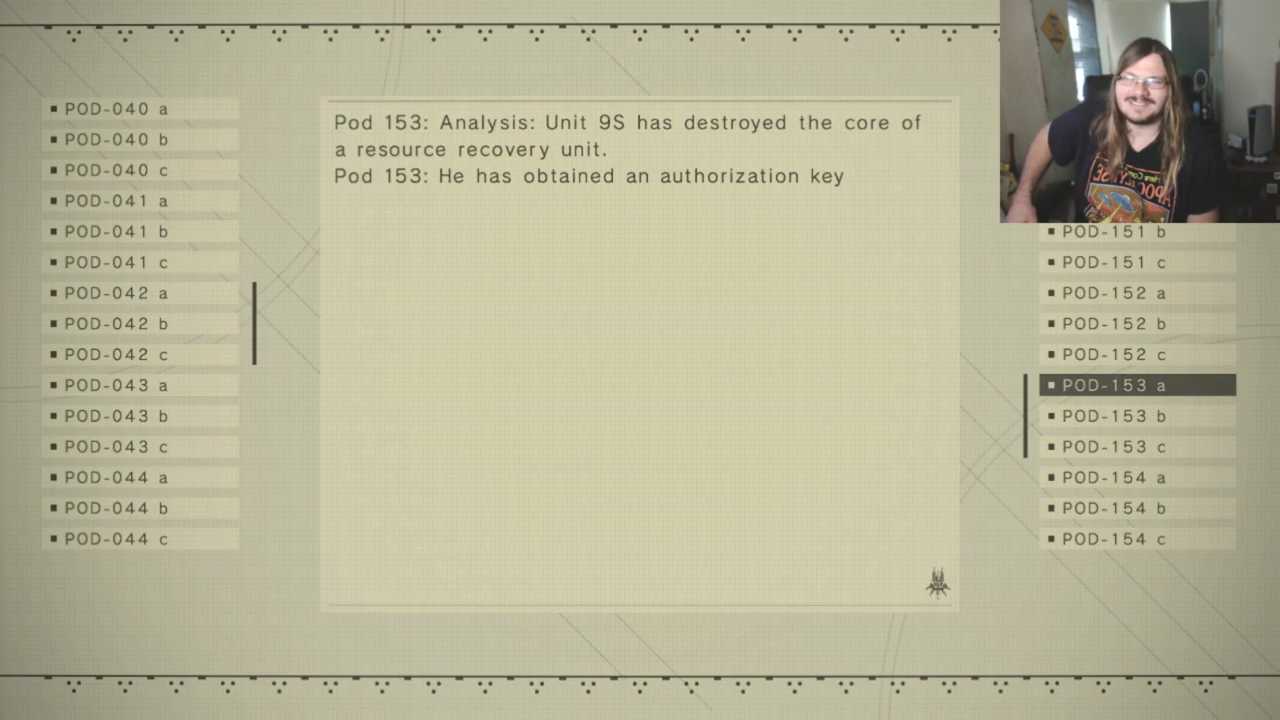 POD-040 a
POD-040 b
POD-040 c
POD-041 a
POD-041 b
POD-041 c
POD-042 a
POD-042 b
POD-042 c
POD-043 a
POD-043 b
POD-043 c
POD-044 a
POD-044 b
POD-044 c
Pod 153: Analysis: Unit 9S has destroyed the core of
a resource recovery unit.
Pod 153: He has obtained an authorization key
POD-151 b
POD-151 c
POD-152 a
POD-152 b
POD-152 c
POD-153 a
POD-153 b
POD-153 c
POD-154 a
POD-154 b
POD-154 c